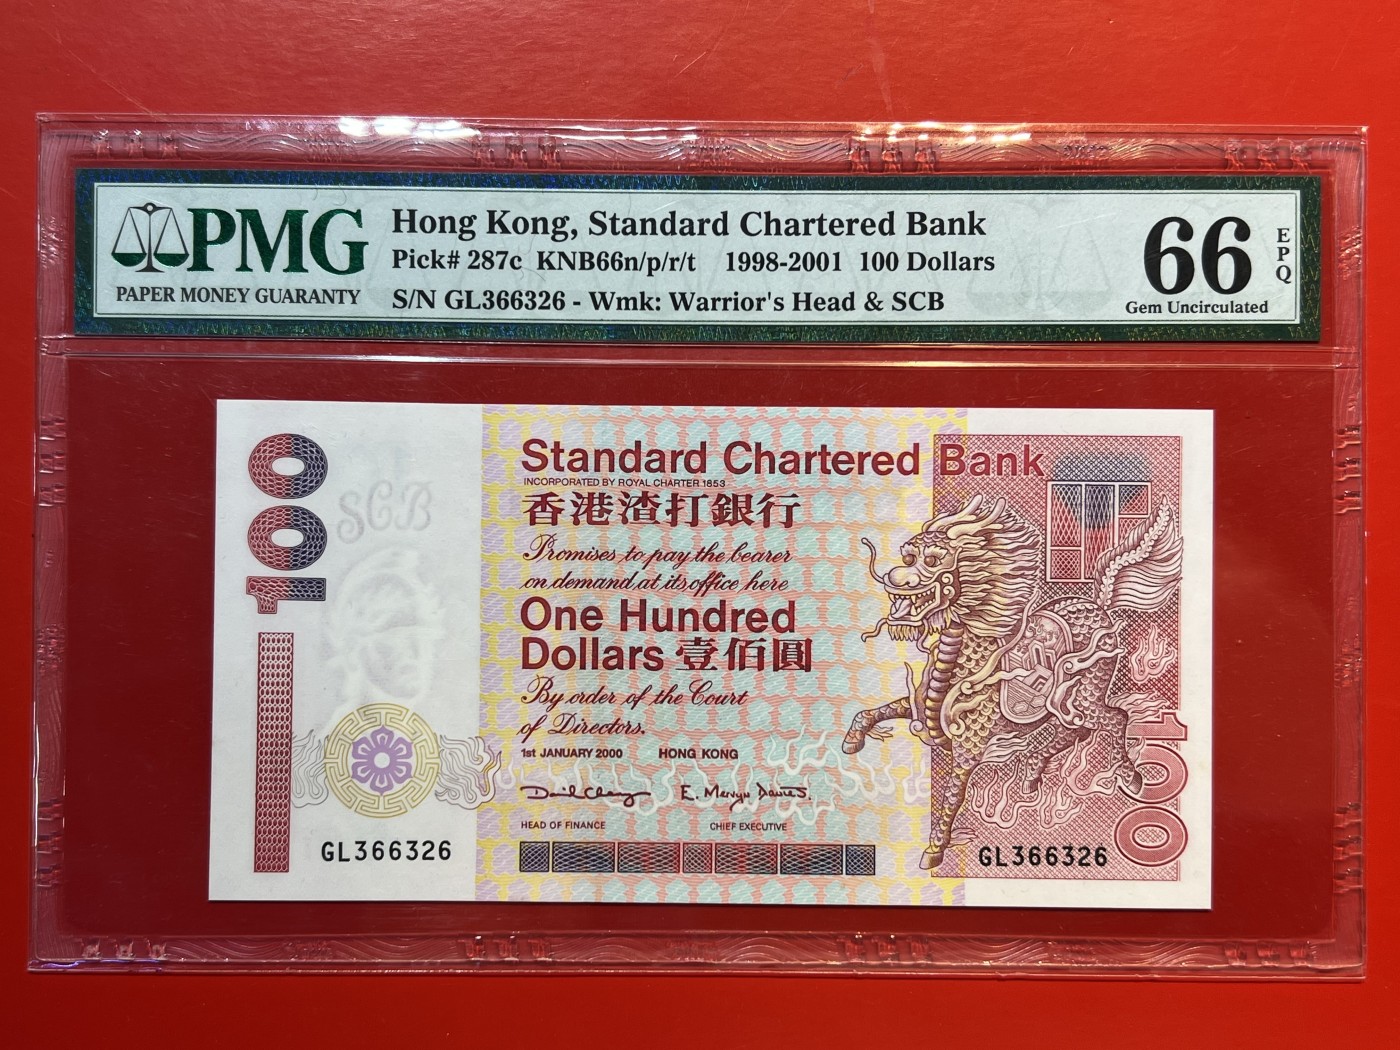 PMG
PAPER MONEY GUARANTY
Hong Kong, Standard Chartered Bank
Pick# 287c KNB66n/p/r/t 1998-2001 100 Dollars
S/N GL366326 - Wmk: Warrior's Head & SCB
66
EPQ
Gem Uncirculated
100
SCB
Standard Chartered Bank
INCORPORATED BY ROYAL CHARTER 1853
香港渣打銀行
Promises to pay the bearer
on demand at its office here
One Hundred
Dollars 壹佰圓
By order of the Court
of Directors.
1st JANUARY 2000 HONG KONG
David Chang E. Mervyn Davies.
HEAD OF FINANCE CHIEF EXECUTIVE
GL366326
GL366326
100